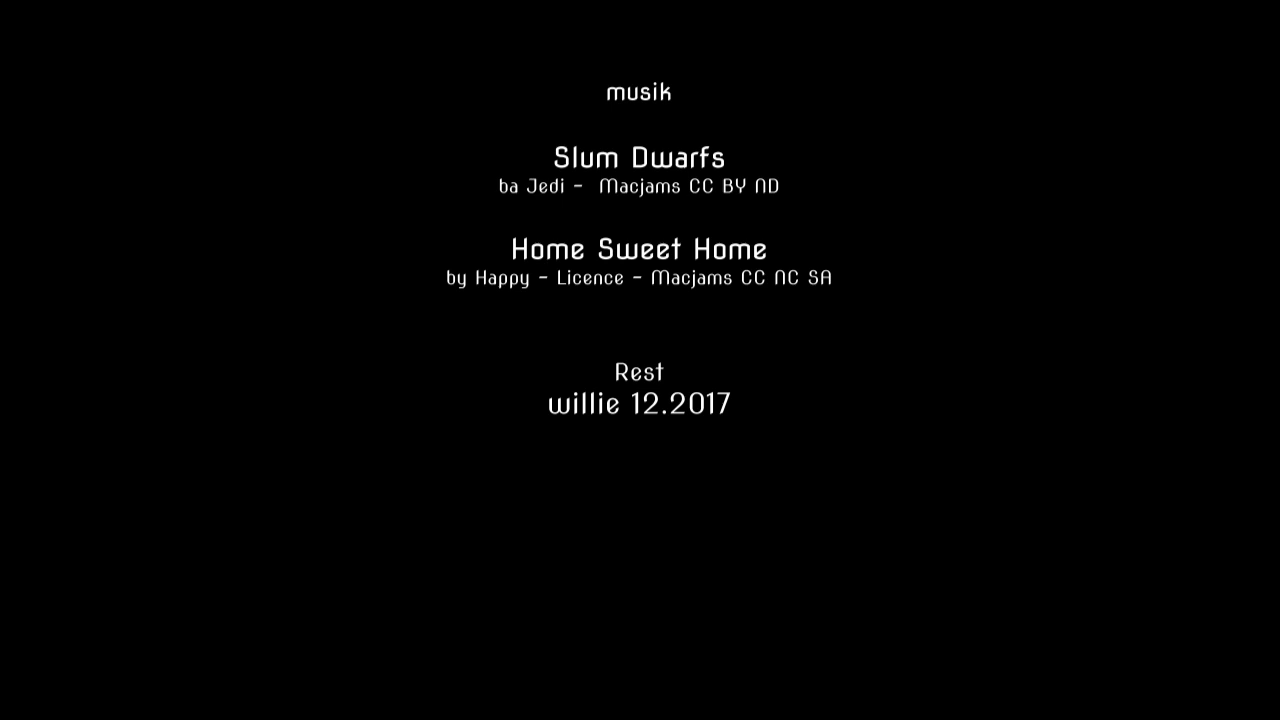 musik
Slum Dwarfs
ba Jedi - Macjams CC BY ND
Home Sweet Home
by Happy - Licence - Macjams CC NC SA
Rest
willie 12.2017